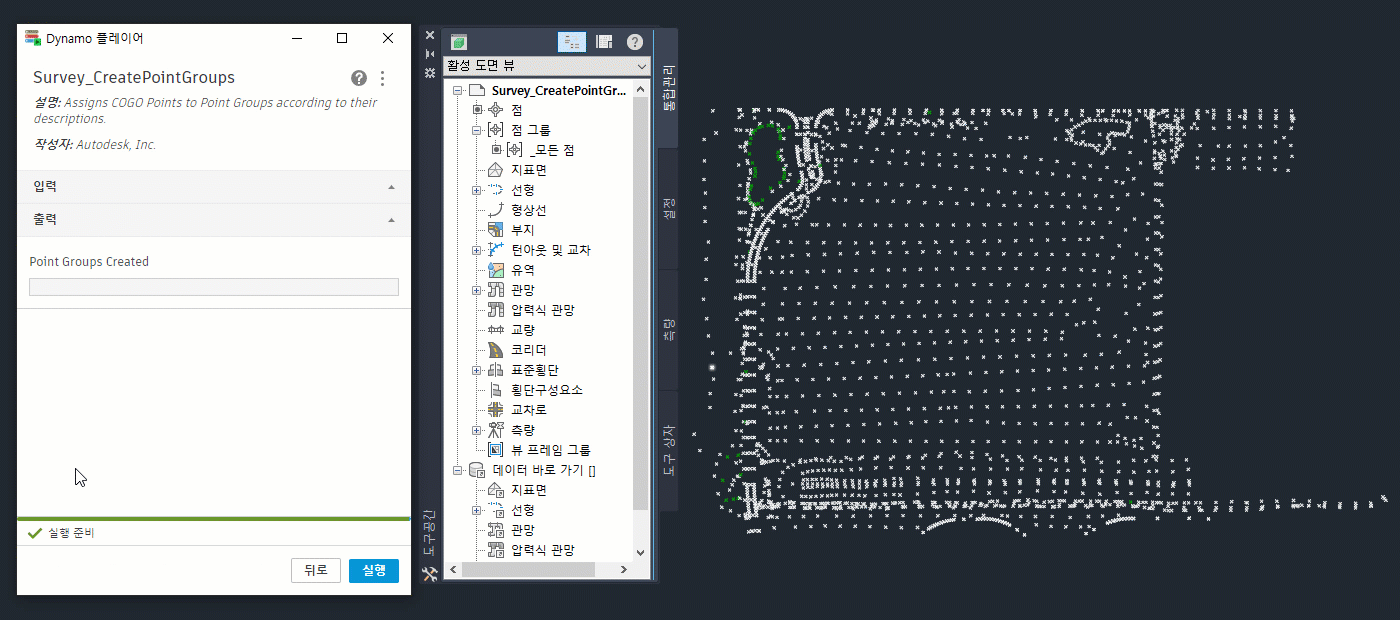 Dynamo 플레이어
Survey_CreatePointGroups
설명: Assigns COGO Points to Point Groups according to their
descriptions.
작성자: Autodesk, Inc.
입력
출력
Point Groups Created
실행 준비
뒤로
실행
활성 도면 뷰
Survey_CreatePointGr...
점
점 그룹
_모든 점
지표면
선형
형상선
부지
턴아웃 및 교차
유역
관망
압력식 관망
교량
코리더
표준횡단
횡단구성요소
교차로
측량
뷰 프레임 그룹
데이터 바로 가기 []
지표면
선형
관망
압력식 관망
도구공간
통합관리
설정
측량
도구 상자